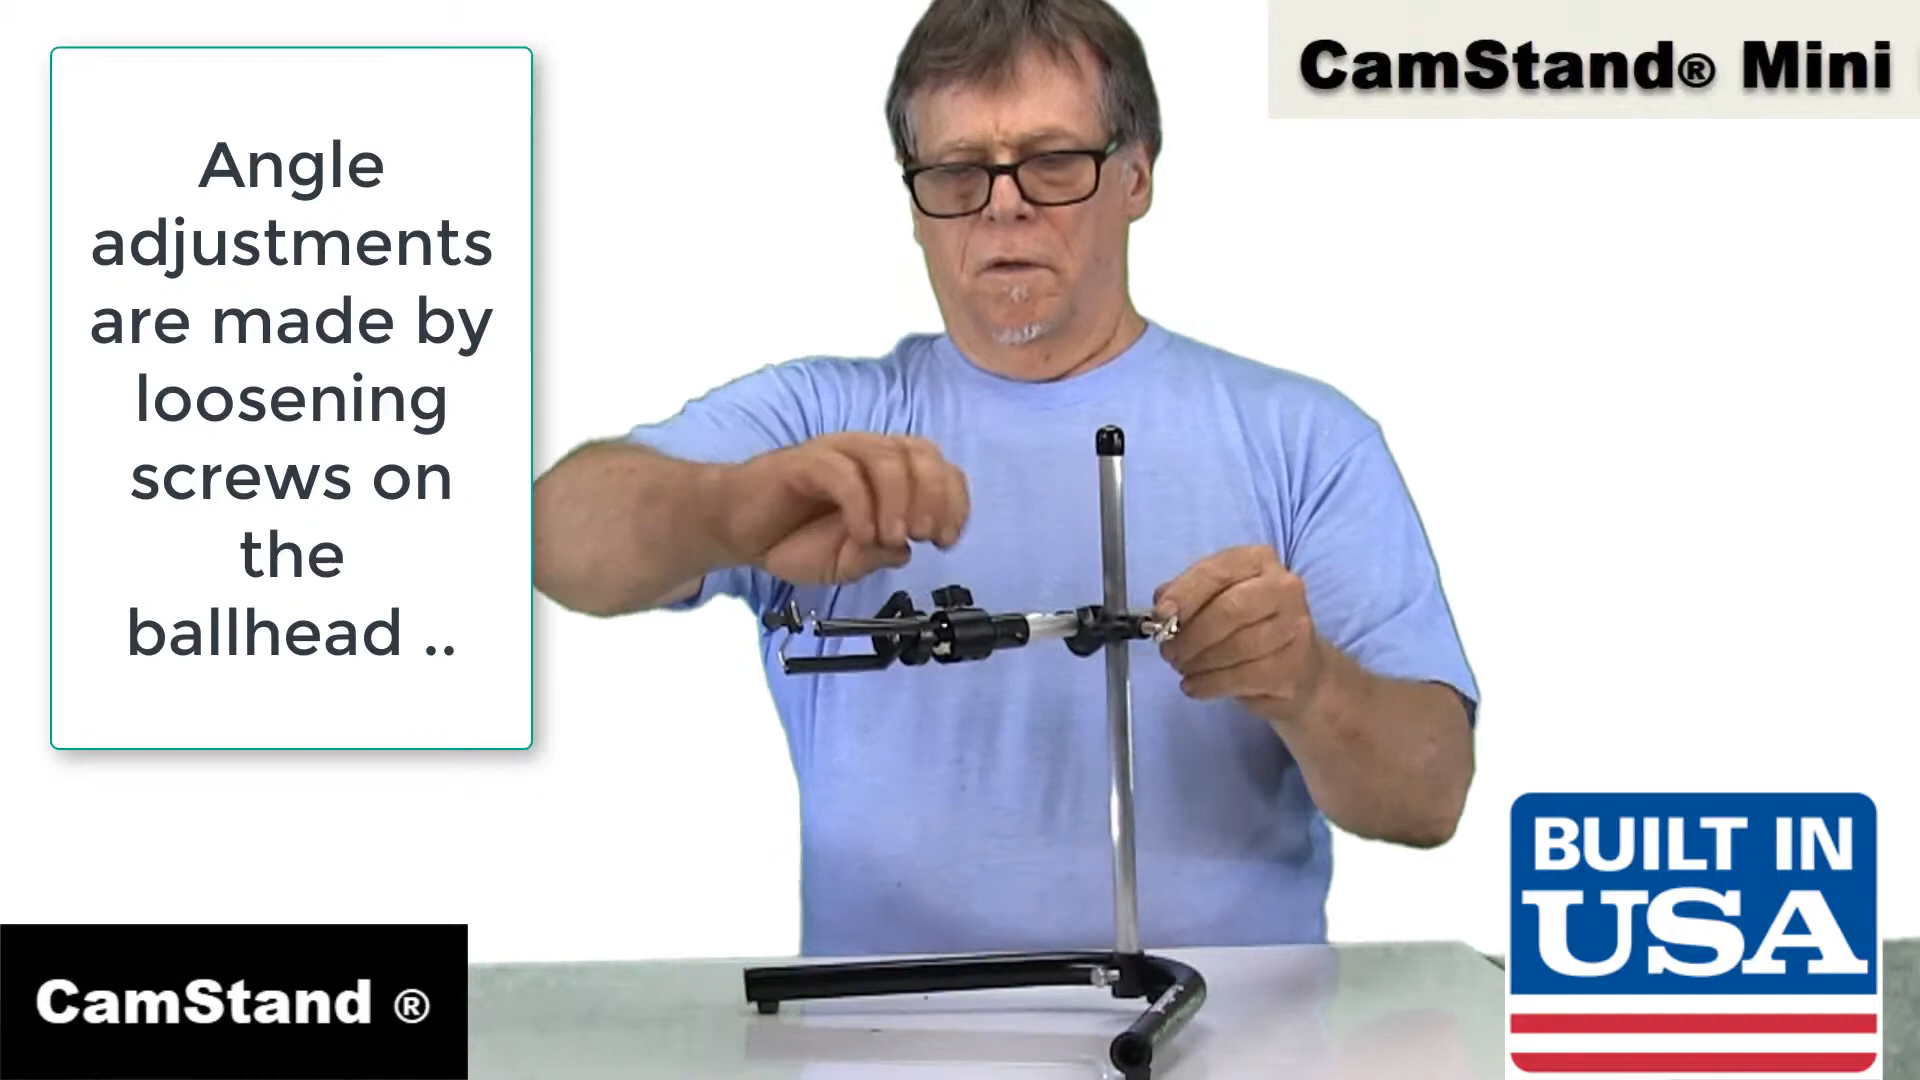 Angle
adjustments
are made by
loosening
screws on
the
ballhead ..
CamStand® Mini
CamStand ®
BUILT IN
USA